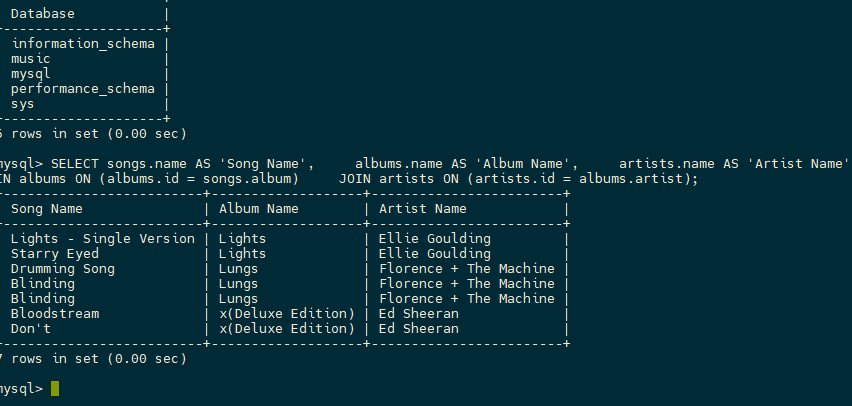 Database           |
--------------------+
information_schema |
music              |
mysql              |
performance_schema |
sys                |
--------------------+
rows in set (0.00 sec)
mysql> SELECT songs.name AS 'Song Name',     albums.name AS 'Album Name',     artists.name AS 'Artist Name'
IN albums ON (albums.id = songs.album)     JOIN artists ON (artists.id = albums.artist);
-------------------------+-------------------+------------------------+
Song Name               | Album Name        | Artist Name            |
-------------------------+-------------------+------------------------+
Lights - Single Version | Lights            | Ellie Goulding         |
Starry Eyed             | Lights            | Ellie Goulding         |
Drumming Song           | Lungs             | Florence + The Machine |
Blinding                | Lungs             | Florence + The Machine |
Blinding                | Lungs             | Florence + The Machine |
Bloodstream             | x(Deluxe Edition) | Ed Sheeran             |
Don't                   | x(Deluxe Edition) | Ed Sheeran             |
-------------------------+-------------------+------------------------+
7 rows in set (0.00 sec)
mysql>